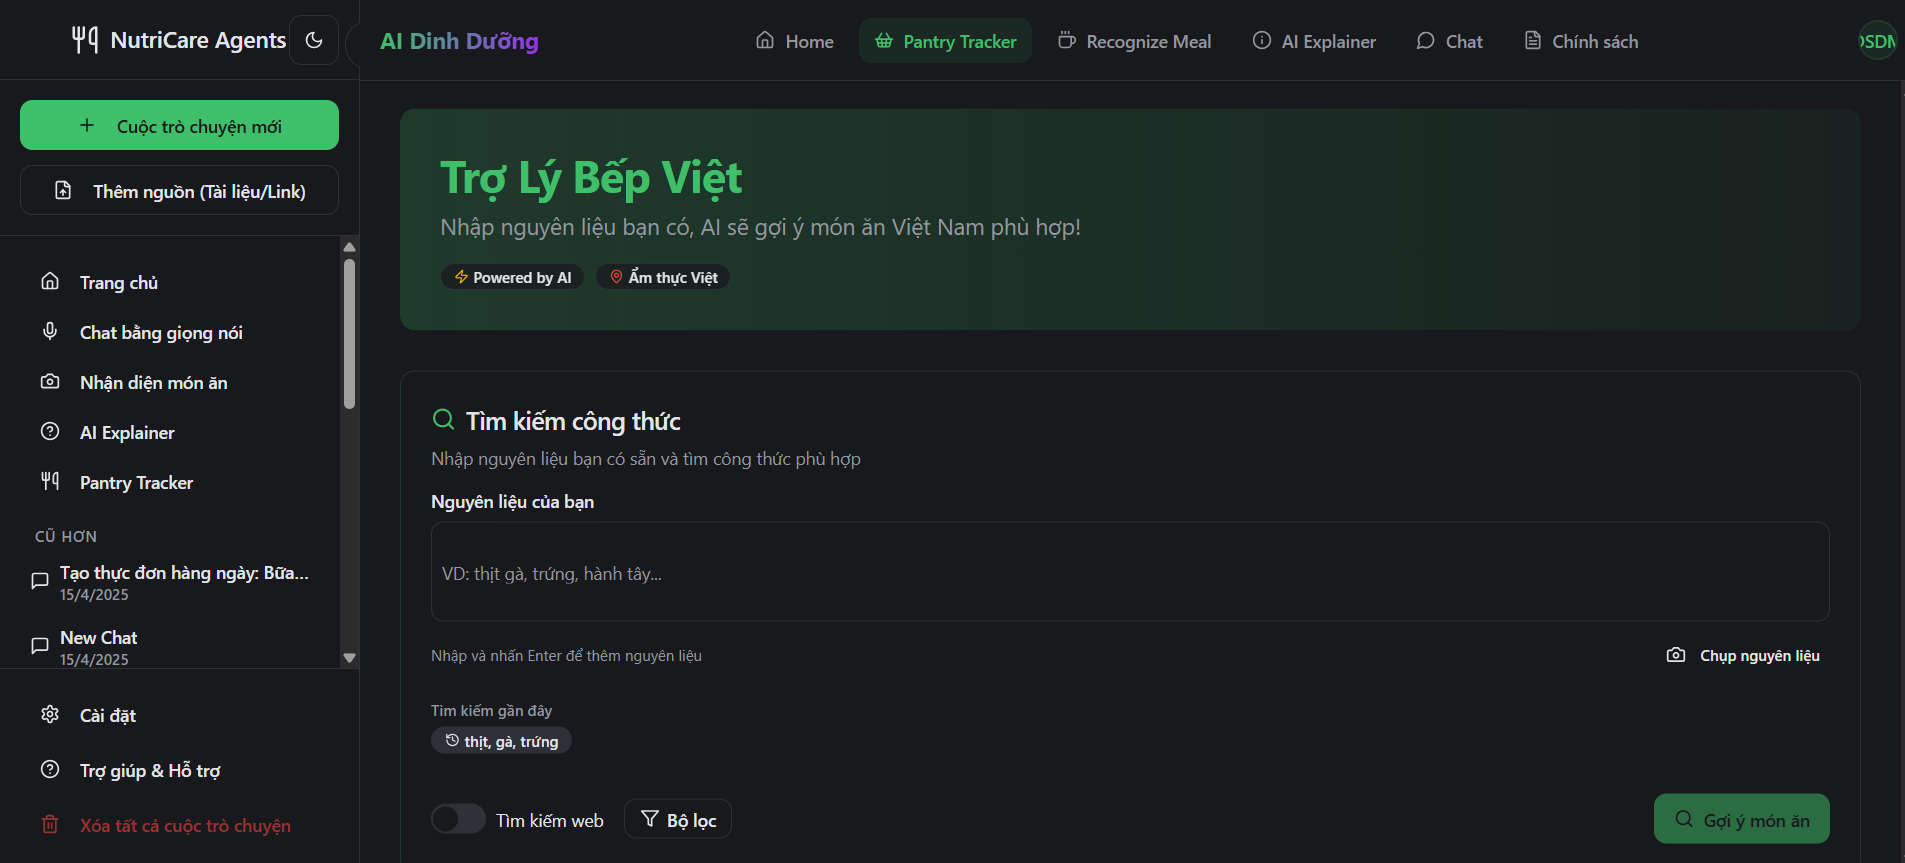 NutriCare Agents
Cuộc trò chuyện mới
Thêm nguồn (Tài liệu/Link)
Trang chủ
Chat bằng giọng nói
Nhận diện món ăn
AI Explainer
Pantry Tracker
CŨ HƠN
Tạo thực đơn hàng ngày: Bữa...
15/4/2025
New Chat
15/4/2025
Cài đặt
Trợ giúp & Hỗ trợ
Xóa tất cả cuộc trò chuyện
AI Dinh Dưỡng
Home
Pantry Tracker
Recognize Meal
AI Explainer
Chat
Chính sách
Trợ Lý Bếp Việt
Nhập nguyên liệu bạn có, AI sẽ gợi ý món ăn Việt Nam phù hợp!
Powered by AI
Ẩm thực Việt
Tìm kiếm công thức
Nhập nguyên liệu bạn có sẵn và tìm công thức phù hợp
Nguyên liệu của bạn
VD: thịt gà, trứng, hành tây...
Nhập và nhấn Enter để thêm nguyên liệu
Chụp nguyên liệu
Tìm kiếm gần đây
thịt, gà, trứng
Tìm kiếm web
Bộ lọc
Gợi ý món ăn